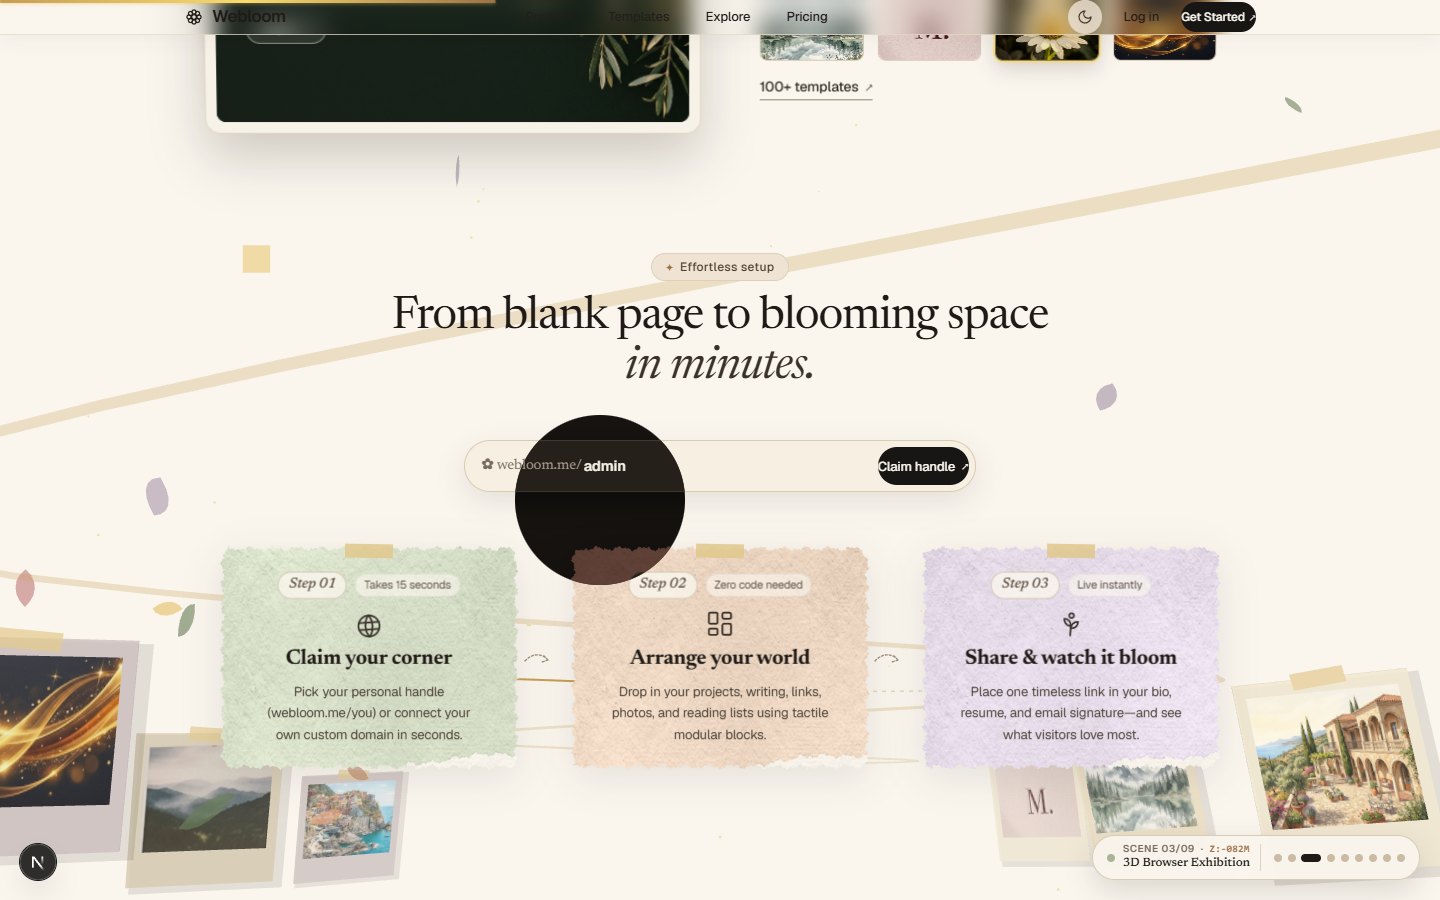 Webloom
Templates
Explore
Pricing
Log in
Get Started ↗
M.
100+ templates ↗
✦ Effortless setup
From blank page to blooming space
in minutes.
webloom.me/ admin
Claim handle ↗
Step 01
Takes 15 seconds
Claim your corner
Pick your personal handle
(webloom.me/you) or connect your
own custom domain in seconds.
Step 02
Zero code needed
Arrange your world
Drop in your projects, writing, links,
photos, and reading lists using tactile
modular blocks.
Step 03
Live instantly
Share & watch it bloom
Place one timeless link in your bio,
resume, and email signature—and see
what visitors love most.
M.
N
SCENE 03/09 · Z:-082M
3D Browser Exhibition